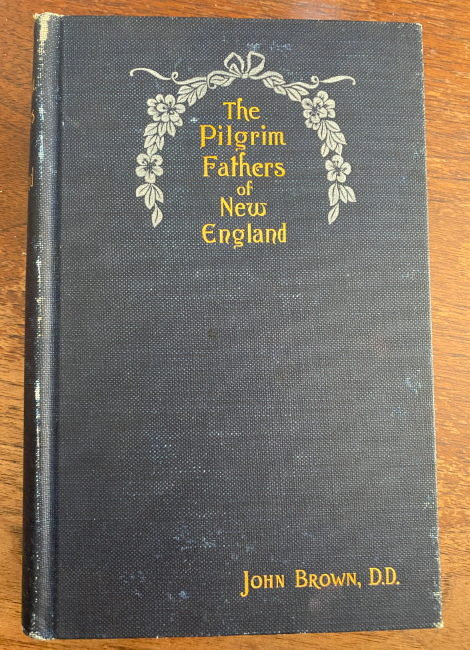 The
Pilgrim
Fathers
of
New
England
John Brown, D.D.